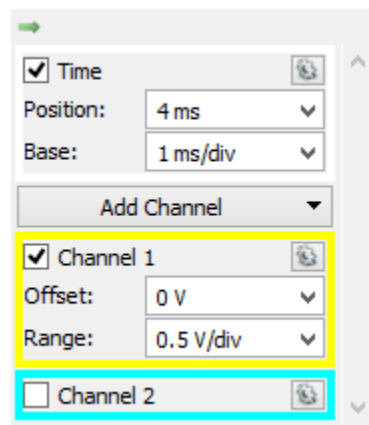 Time
Position: 4 ms
Base: 1 ms/div
Add Channel
Channel 1
Offset: 0 V
Range: 0.5 V/div
Channel 2